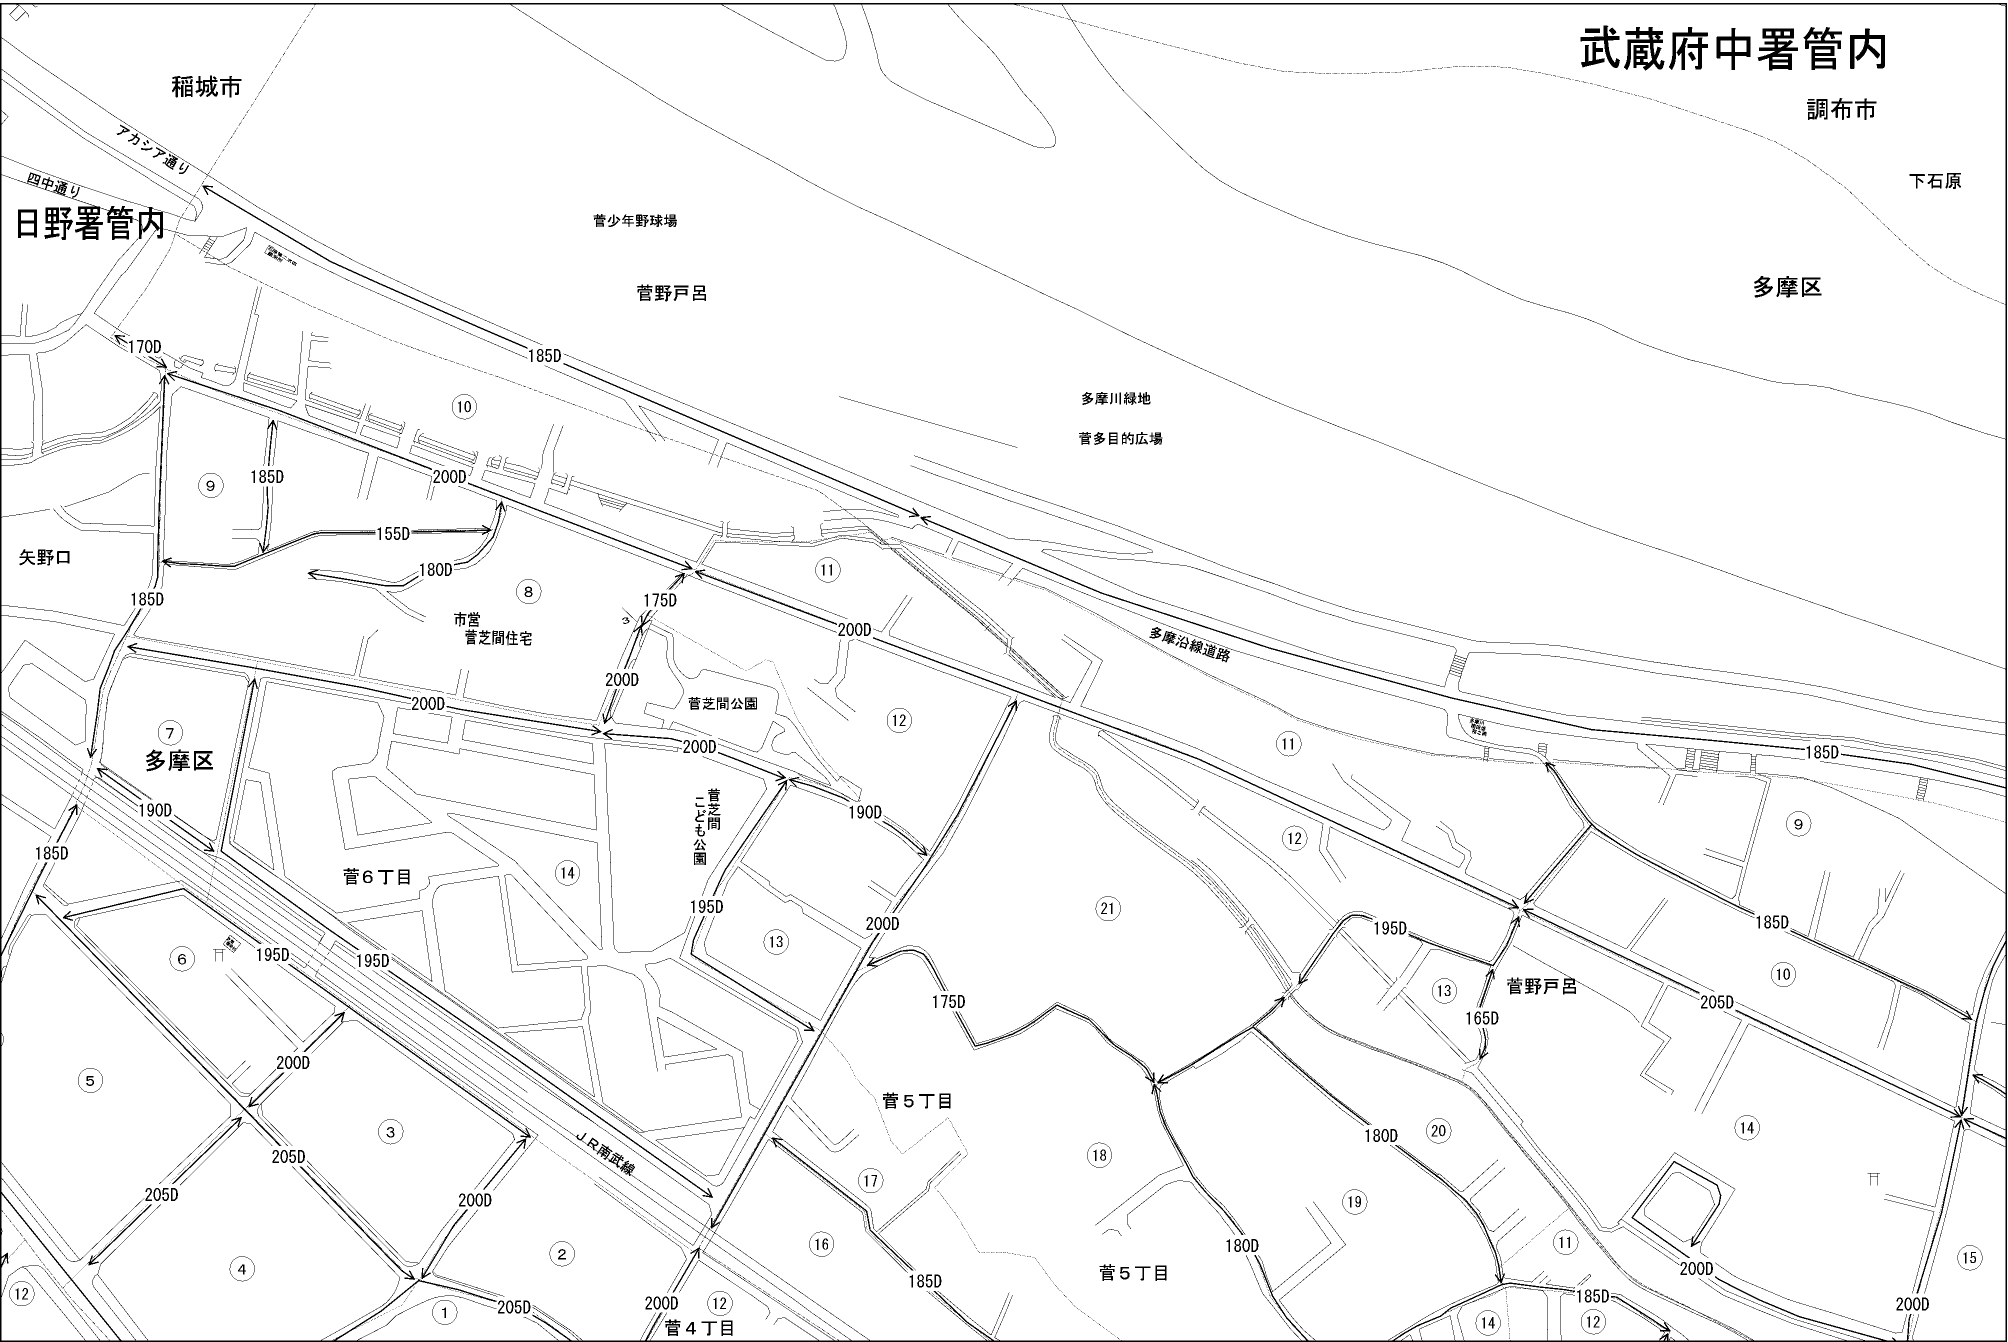 武蔵府中署管内
稲城市
調布市
アカシア通り
四中通り
下石原
日野署管内
菅少年野球場
菅野戸呂
多摩区
170D
185D
多摩川緑地
⑩
菅多目的広場
⑨
185D
200D
155D
矢野口
180D
⑪
⑧
185D
175D
市営
菅芝間住宅
3
200D
多摩沿線道路
200D
200D
菅芝間公園
⑫
⑦
多摩区
200D
⑪
185D
190D
菅芝間
こども公園
190D
⑨
⑫
185D
菅6丁目
⑭
195D
㉑
200D
195D
185D
⑬
⑥
195D
195D
⑩
⑬
菅野戸呂
175D
205D
165D
200D
⑤
菅5丁目
③
JR南武線
180D
⑳
⑭
205D
⑱
⑰
205D
200D
⑲
⑯
180D
②
⑪
⑮
④
185D
菅5丁目
200D
⑫
①
205D
200D
⑫
菅4丁目
185D
⑭
⑫
200D